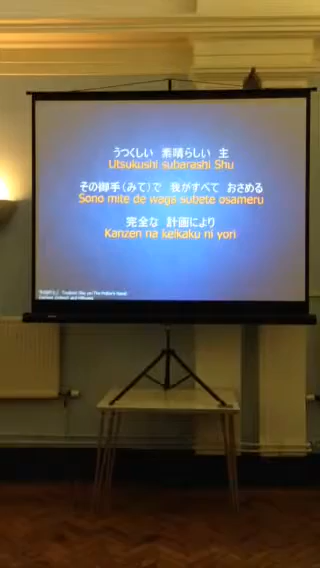 うつくしい 素晴らしい 主
Utsukushi subarashi Shu
その御手(みて)で 我がすべて おさめる
Sono mite de waga subete osameru
完全な 計画により
Kanzen na keikaku ni yori